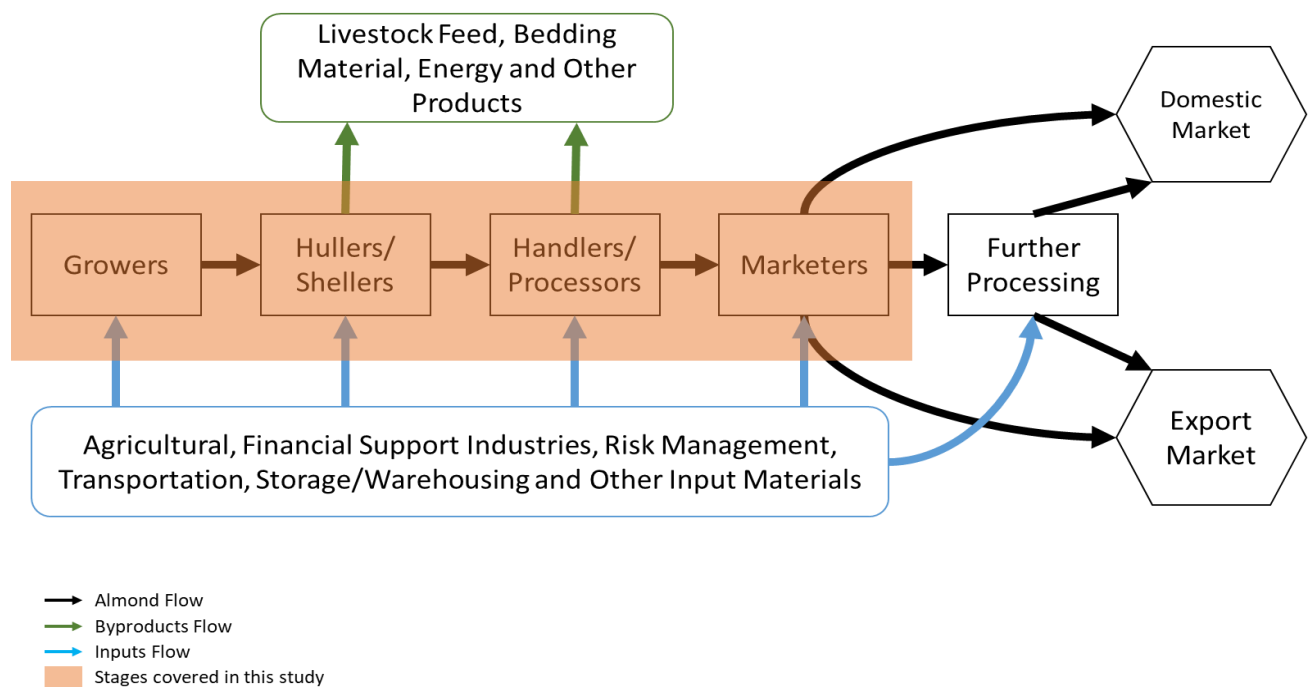 Livestock Feed, Bedding
Material, Energy and Other
Products
Domestic
Market
Growers
Hullers/
Shellers
Handlers/
Processors
Marketers
Further
Processing
Agricultural, Financial Support Industries, Risk Management,
Transportation, Storage/Warehousing and Other Input Materials
Export
Market
Almond Flow
Byproducts Flow
Inputs Flow
Stages covered in this study